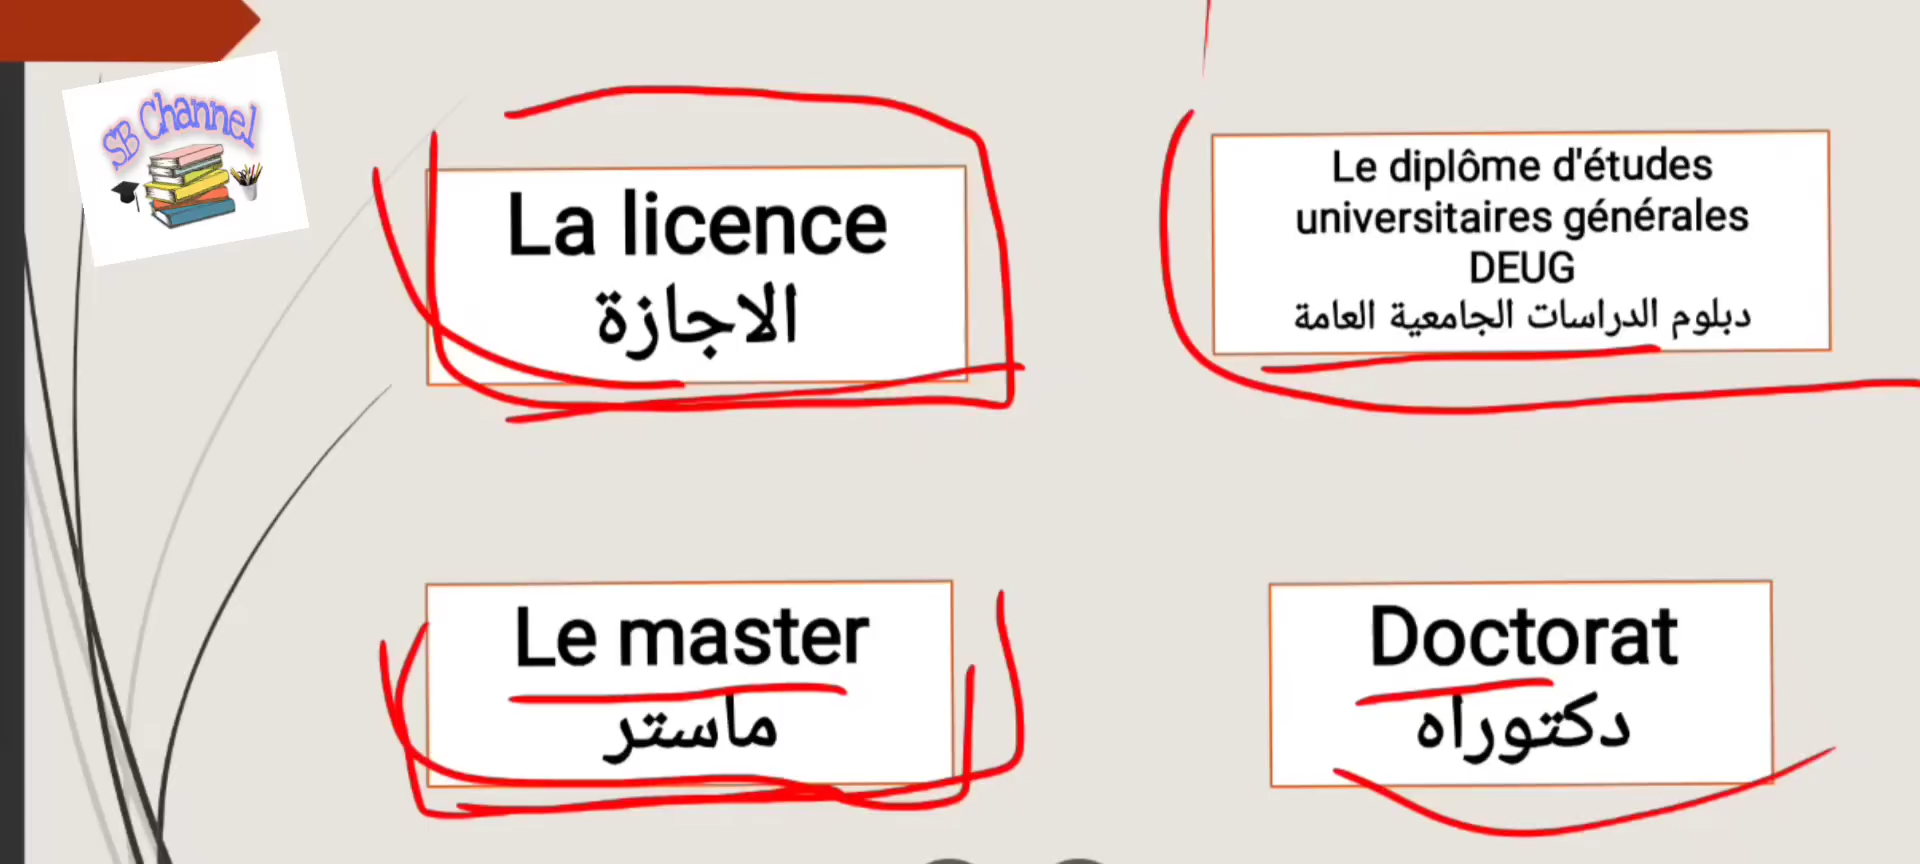 SB Channel
La licence
الاجازة
Le diplôme d'études
universitaires générales
DEUG
دبلوم الدراسات الجامعية العامة
Le master
ماستر
Doctorat
دكتوراه